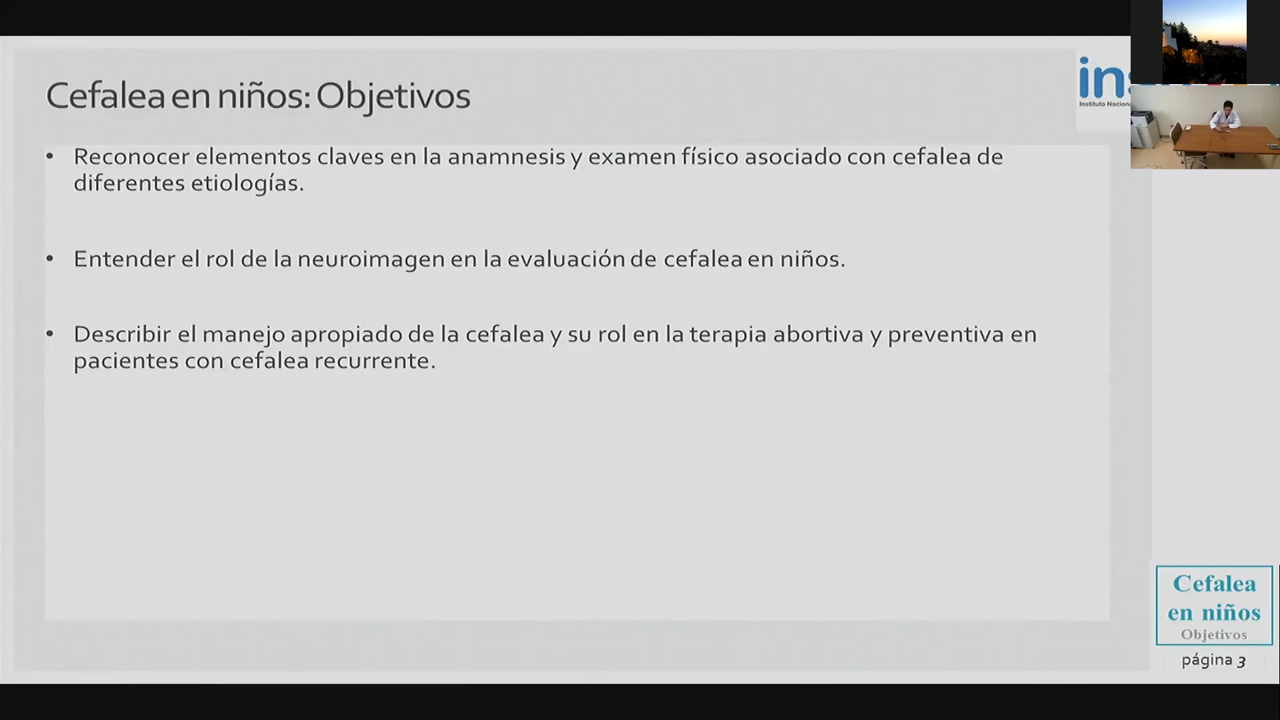 Cefalea en niños: Objetivos
Instituto Nacional
• Reconocer elementos claves en la anamnesis y examen físico asociado con cefalea de
diferentes etiologías.
• Entender el rol de la neuroimagen en la evaluación de cefalea en niños.
• Describir el manejo apropiado de la cefalea y su rol en la terapia abortiva y preventiva en
pacientes con cefalea recurrente.
Cefalea
en niños
Objetivos
página 3